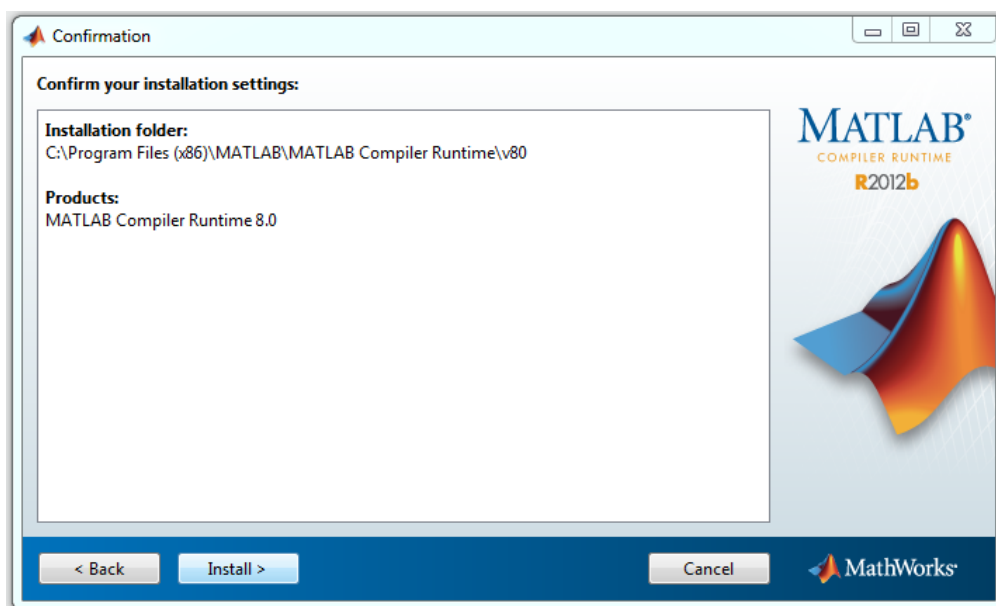 Confirmation
Confirm your installation settings:
Installation folder:
C:\Program Files (x86)\MATLAB\MATLAB Compiler Runtime\v80
Products:
MATLAB Compiler Runtime 8.0
MATLAB®
COMPILER RUNTIME
R2012b
< Back
Install >
Cancel
MathWorks®